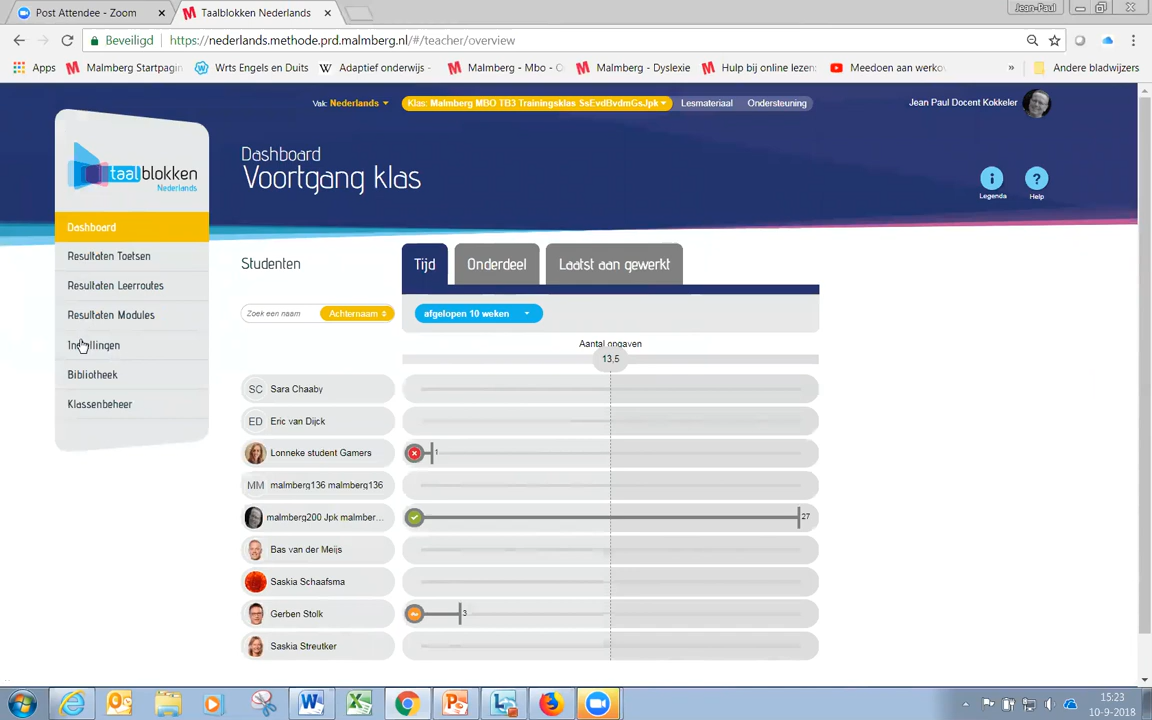 Post Attendee - Zoom
Taalblokken Nederlands
Jean-Paul
Beveiligd
https://nederlands.methode.prd.malmberg.nl/#/teacher/overview
Apps
Malmberg Startpagin
Wrts Engels en Duits
Adaptief onderwijs -
Malmberg - Mbo - O
Malmberg - Dyslexie
Hulp bij online lezen:
Meedoen aan werkov
»
Andere bladwijzers
Vak: Nederlands
Klas: Malmberg MBO TB3 Trainingsklas SsEvdBvdmGsJpk
Lesmateriaal
Ondersteuning
Jean Paul Docent Kokkeler
taalblokken
Nederlands
Dashboard
Voortgang klas
Legenda
Help
Dashboard
Resultaten Toetsen
Resultaten Leerroutes
Resultaten Modules
Instellingen
Bibliotheek
Klassenbeheer
Studenten
Tijd
Onderdeel
Laatst aan gewerkt
Zoek een naam
Achternaam
afgelopen 10 weken
Aantal opgaven
13,5
SC Sara Chaaby
ED Eric van Dijck
Lonneke student Gamers
1
MM malmberg136 malmberg136
malmberg200 Jpk malmber...
27
Bas van der Meijs
Saskia Schaafsma
Gerben Stolk
3
Saskia Streutker
15:23
10-9-2018